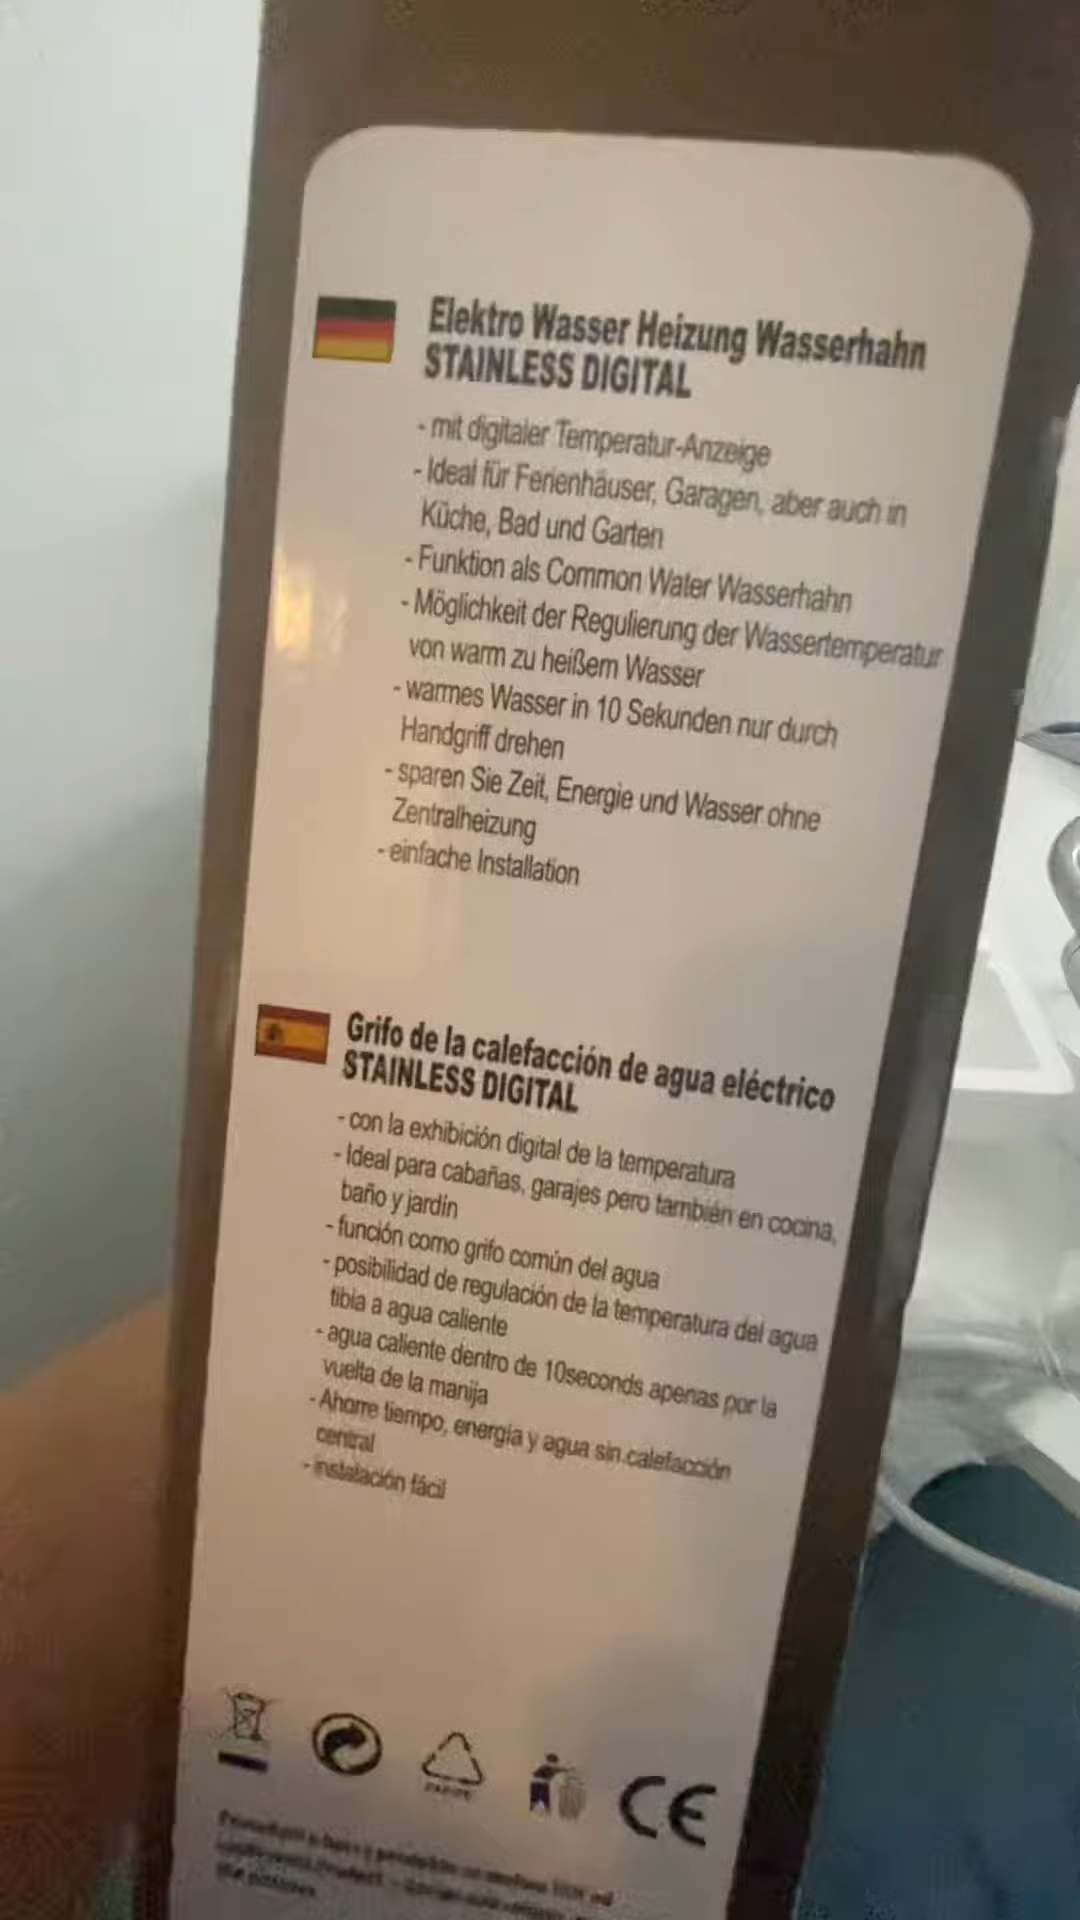 Elektro Wasser Heizung Wasserhahn
STAINLESS DIGITAL
- mit digitaler Temperatur-Anzeige
- Ideal für Ferienhäuser, Garagen, aber auch in
Küche, Bad und Garten
- Funktion als Common Water Wasserhahn
- Möglichkeit der Regulierung der Wassertemperatur
von warm zu heißem Wasser
- warmes Wasser in 10 Sekunden nur durch
Handgriff drehen
- sparen Sie Zeit, Energie und Wasser ohne
Zentralheizung
- einfache Installation
Grifo de la calefacción de agua eléctrico
STAINLESS DIGITAL
- con la exhibición digital de la temperatura
- Ideal para cabañas, garajes pero también en cocina,
baño y jardín
- función como grifo común del agua
- posibilidad de regulación de la temperatura del agua
tibia a agua caliente
- agua caliente dentro de 10seconds apenas por la
vuelta de la manija
- Ahorre tiempo, energía y agua sin.calefacción
central
- instalación fácil
CE